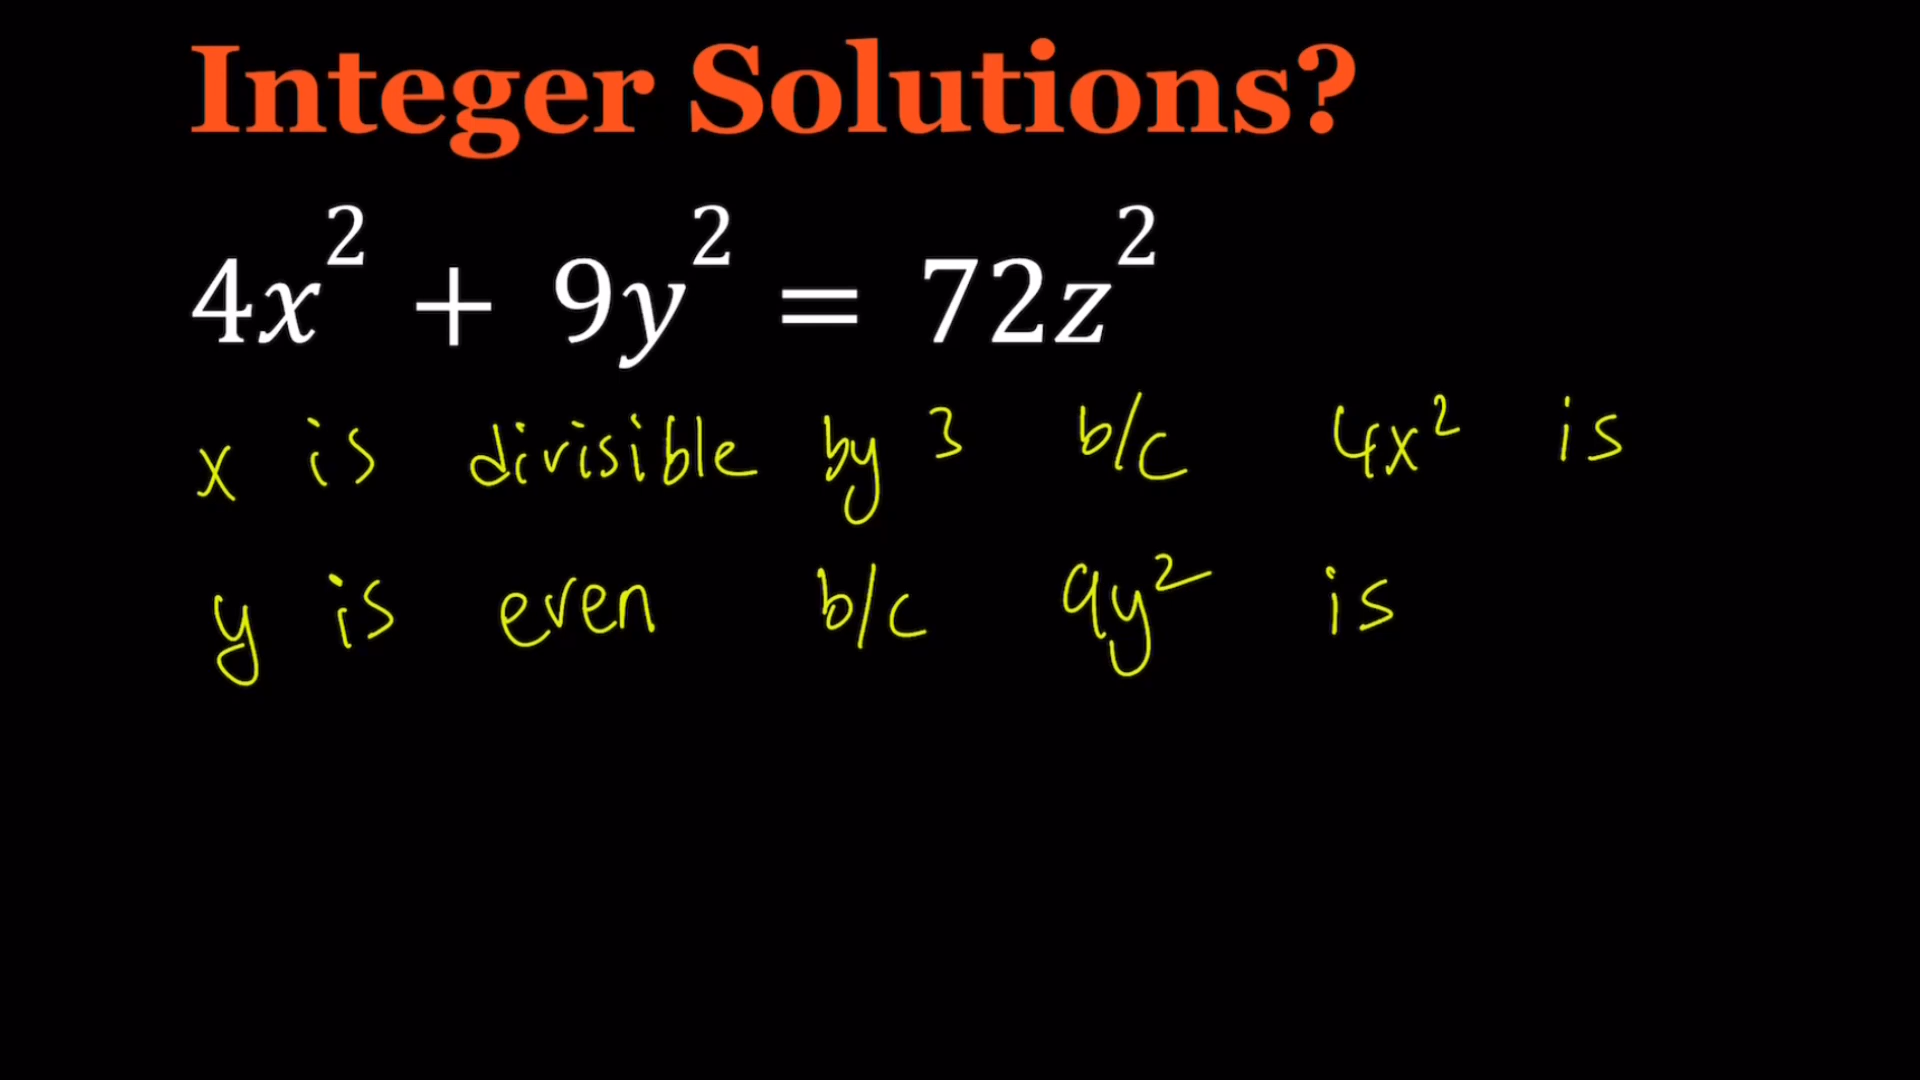 Integer Solutions?
4x² + 9y² = 72z²
x is divisible by 3 b/c 4x² is
y is even b/c 9y² is